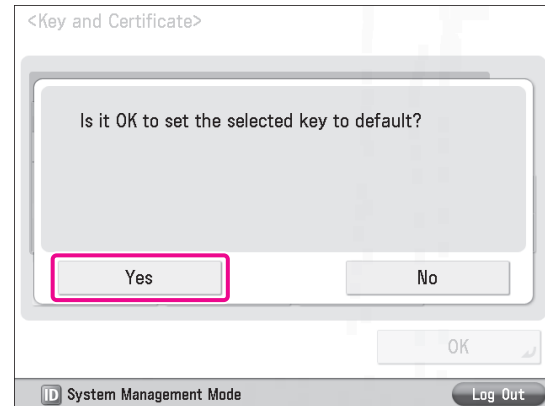 <Key and Certificate>
Is it OK to set the selected key to default?
Yes
No
OK
ID System Management Mode
Log Out